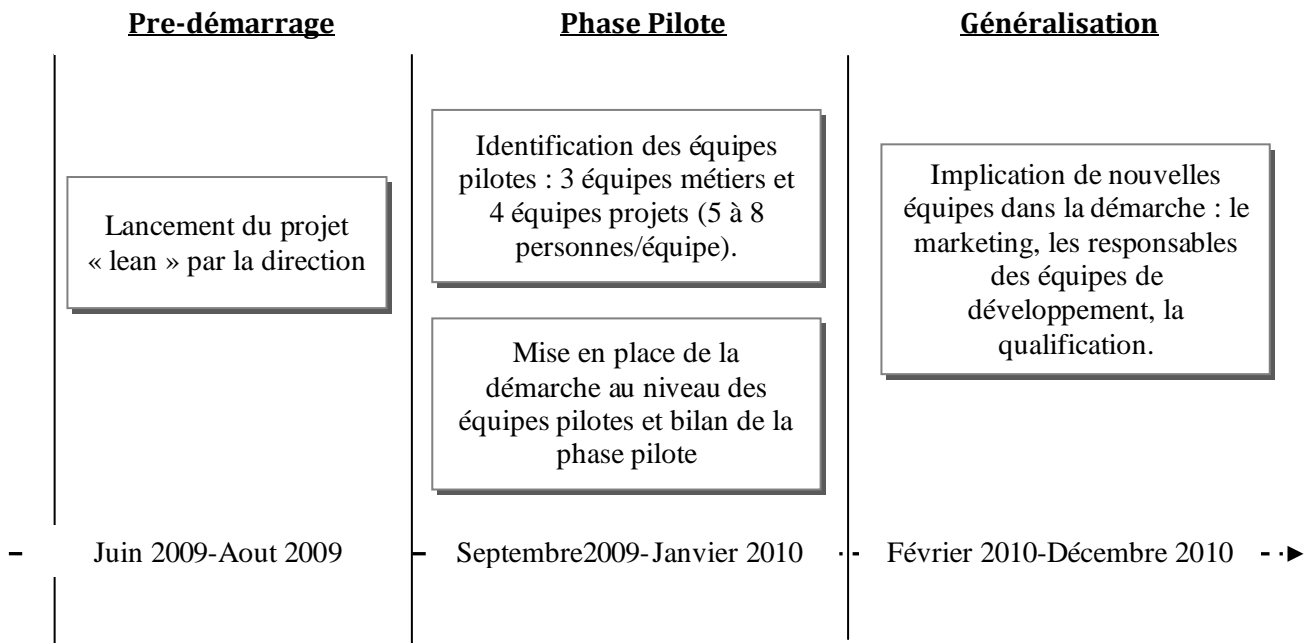 Pre-démarrage
Phase Pilote
Généralisation
Lancement du projet
« lean » par la direction
Identification des équipes
pilotes : 3 équipes métiers et
4 équipes projets (5 à 8
personnes/équipe).
Mise en place de la
démarche au niveau des
équipes pilotes et bilan de la
phase pilote
Implication de nouvelles
équipes dans la démarche : le
marketing, les responsables
des équipes de
développement, la
qualification.
Juin 2009-Aout 2009
Septembre2009-Janvier 2010
Février 2010-Décembre 2010